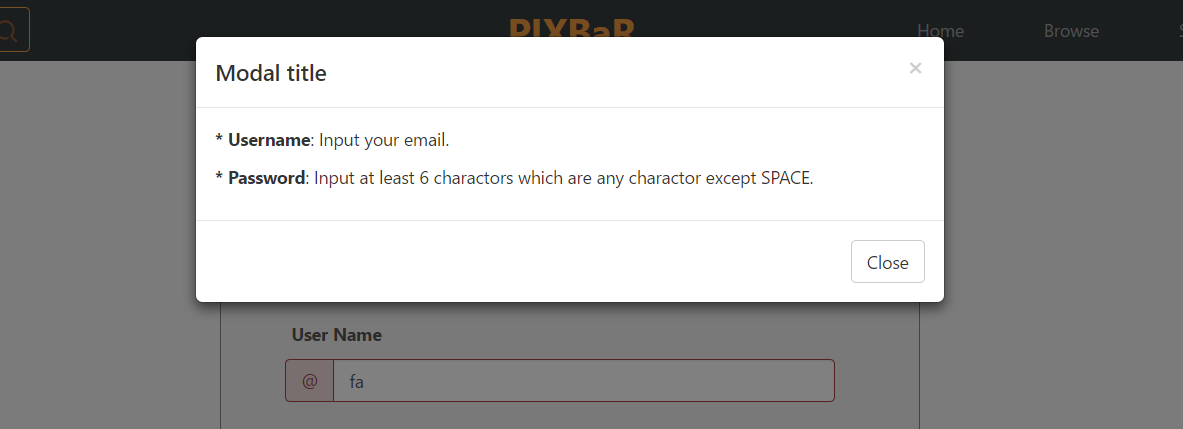 PIXBaR
Home
Browse
Modal title
×
* Username: Input your email.
* Password: Input at least 6 charactors which are any charactor except SPACE.
Close
User Name
@
fa